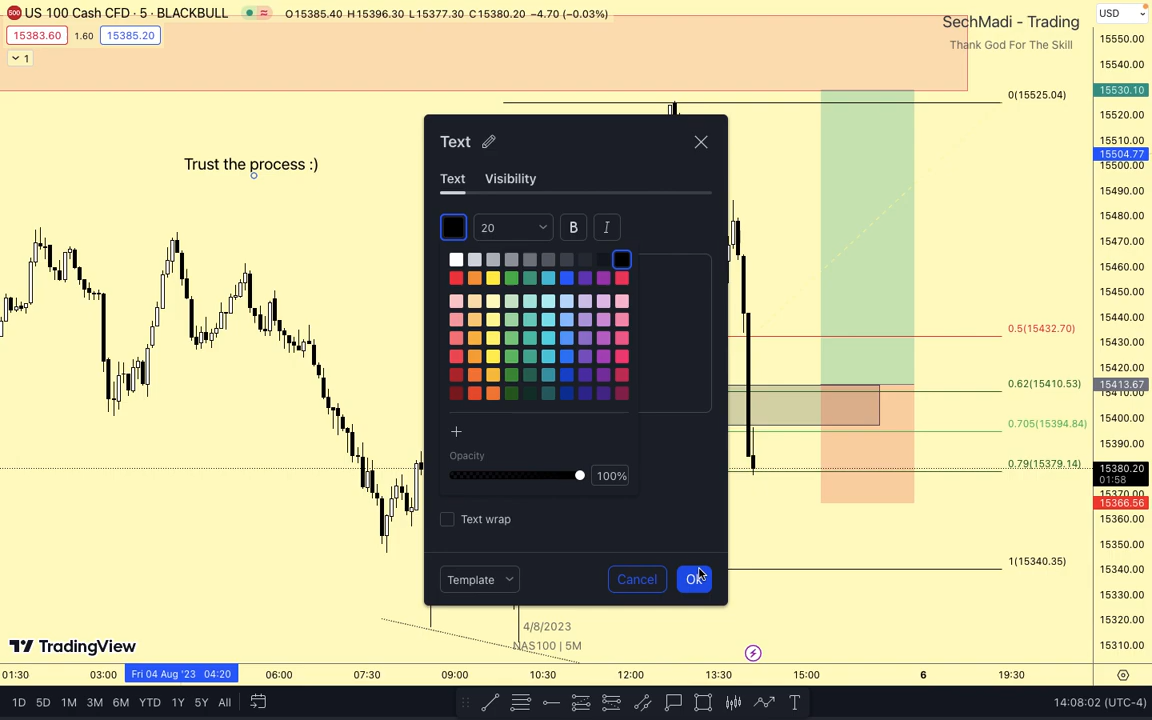 US 100 Cash CFD · 5 · BLACKBULL
O15385.40 H15396.30 L15377.30 C15380.20 −4.70 (−0.03%)
SechMadi - Trading
Thank God For The Skill
USD
15383.60
1.60
15385.20
1
Trust the process :)
Text
Text
Visibility
20
B
I
Opacity
100%
Text wrap
Template
Cancel
Ok
0(15525.04)
0.5(15432.70)
0.62(15410.53)
0.705(15394.84)
0.79(15379.14)
1(15340.35)
15550.00
15540.00
15530.10
15520.00
15510.00
15504.77
15500.00
15490.00
15480.00
15470.00
15460.00
15450.00
15440.00
15430.00
15420.00
15413.67
15410.00
15400.00
15390.00
15380.20
01:58
15370.00
15366.56
15360.00
15350.00
15340.00
15330.00
15320.00
15310.00
4/8/2023
NAS100 | 5M
TradingView
01:30
03:00
Fri 04 Aug '23 04:20
06:00
07:30
09:00
10:30
12:00
13:30
15:00
6
19:30
1D
5D
1M
3M
6M
YTD
1Y
5Y
All
14:08:02 (UTC-4)